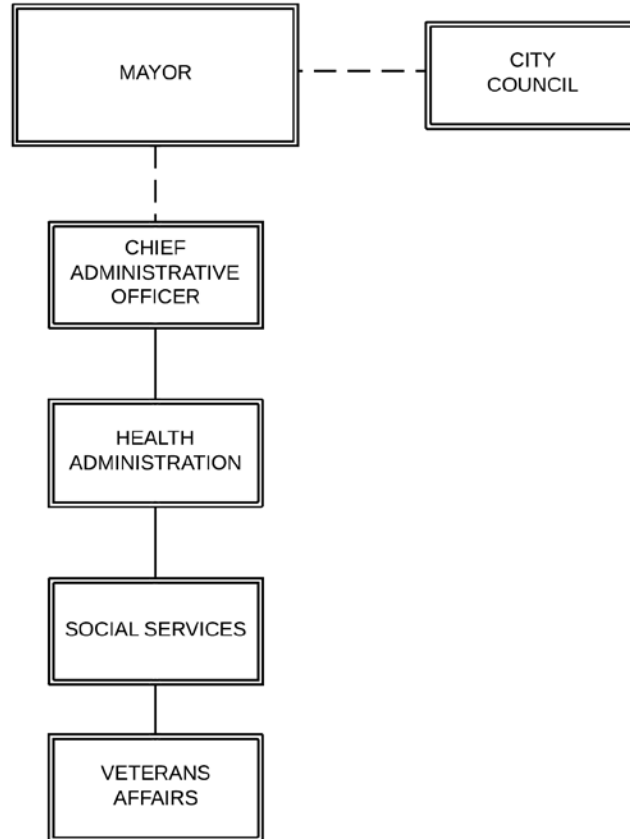 MAYOR
CITY
COUNCIL
CHIEF
ADMINISTRATIVE
OFFICER
HEALTH
ADMINISTRATION
SOCIAL SERVICES
VETERANS
AFFAIRS